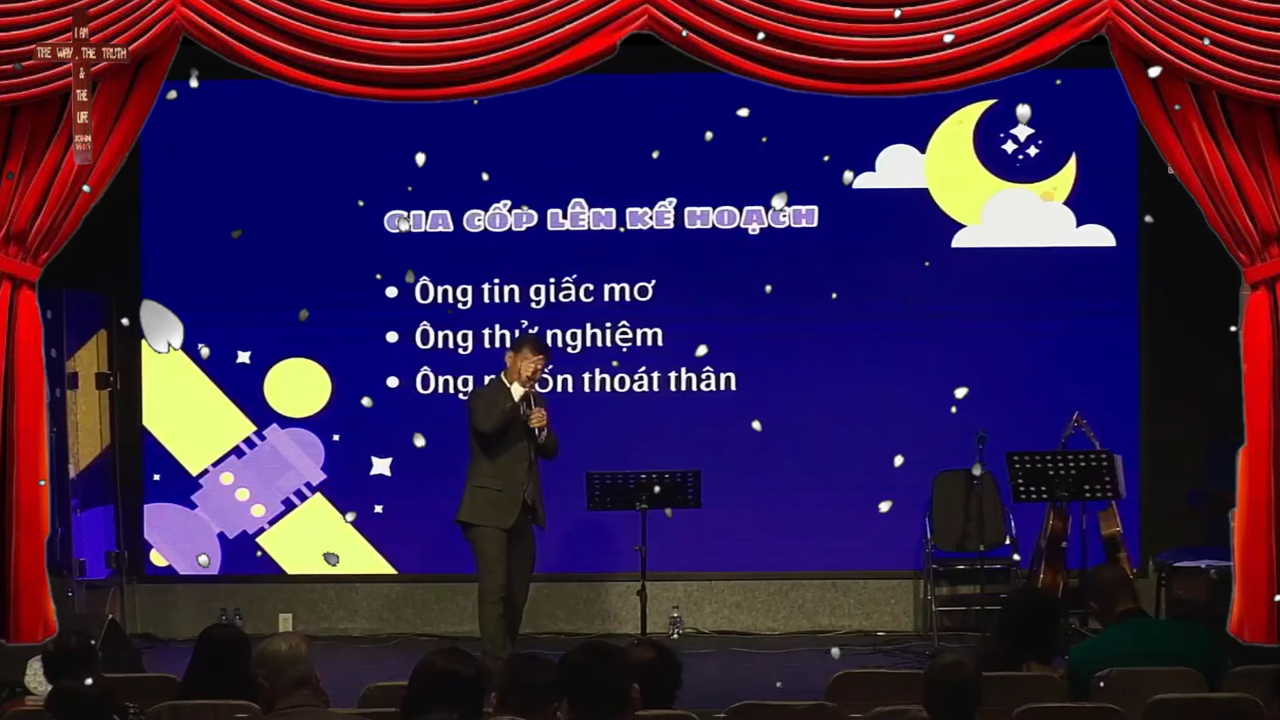 I AM
THE WAY, THE TRUTH
&
THE
LIFE
JOHN
GIA CỐP LÊN KẾ HOẠCH
Ông tin giấc mơ
Ông thử nghiệm
Ông thoát thân